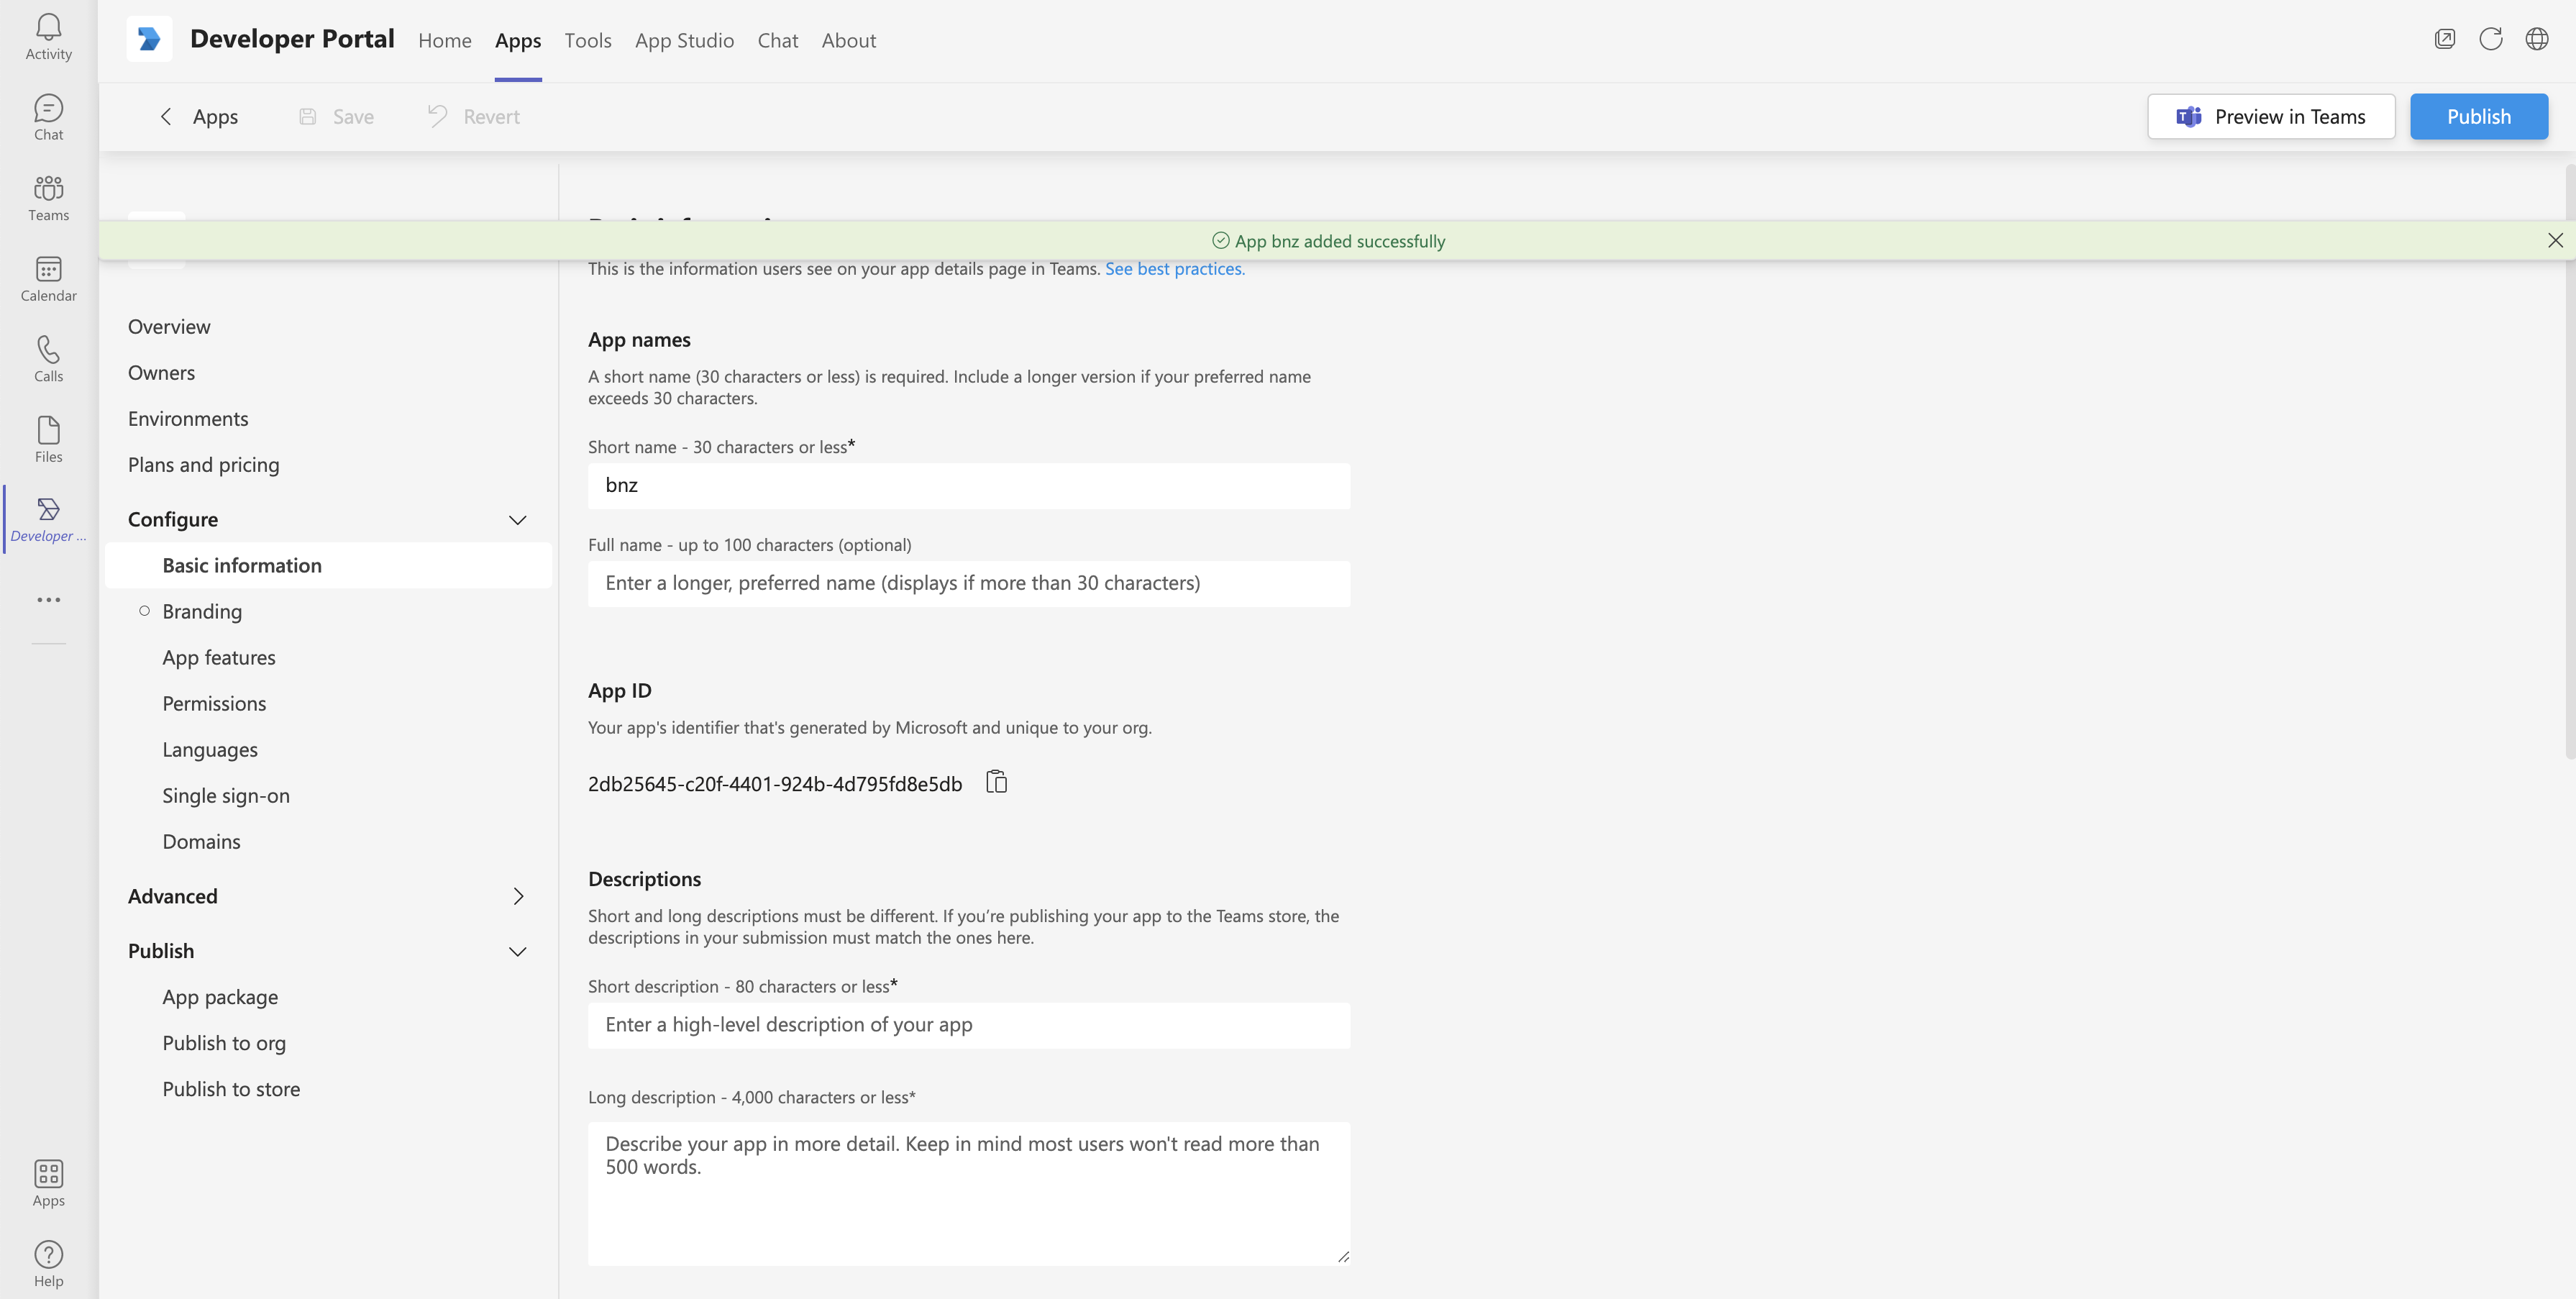 Activity
Chat
Teams
Calendar
Calls
Files
Developer ...
Apps
Help
Developer Portal
Home
Apps
Tools
App Studio
Chat
About
Apps
Save
Revert
Preview in Teams
Publish
App bnz added successfully
Overview
Owners
Environments
Plans and pricing
Configure
Basic information
Branding
App features
Permissions
Languages
Single sign-on
Domains
Advanced
Publish
App package
Publish to org
Publish to store
This is the information users see on your app details page in Teams. See best practices.
App names
A short name (30 characters or less) is required. Include a longer version if your preferred name
exceeds 30 characters.
Short name - 30 characters or less*
bnz
Full name - up to 100 characters (optional)
Enter a longer, preferred name (displays if more than 30 characters)
App ID
Your app's identifier that's generated by Microsoft and unique to your org.
2db25645-c20f-4401-924b-4d795fd8e5db
Descriptions
Short and long descriptions must be different. If you’re publishing your app to the Teams store, the
descriptions in your submission must match the ones here.
Short description - 80 characters or less*
Enter a high-level description of your app
Long description - 4,000 characters or less*
Describe your app in more detail. Keep in mind most users won't read more than
500 words.